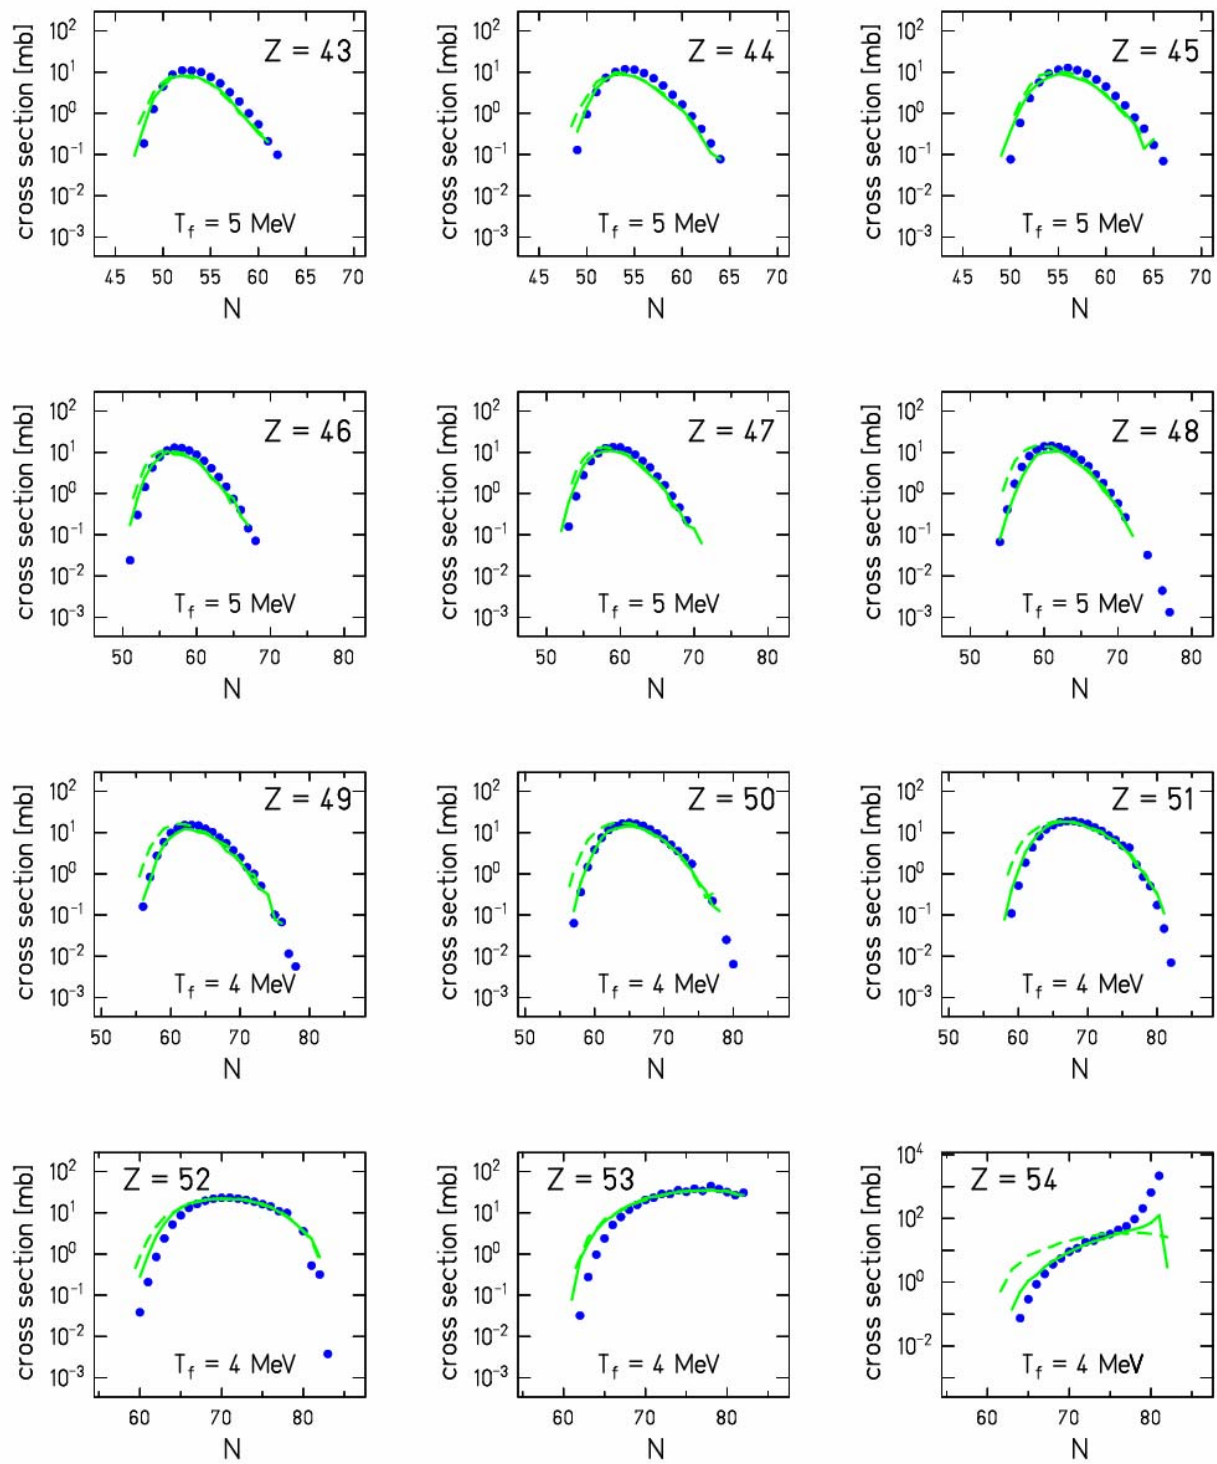 cross section [mb]
10² 10¹ 10⁰ 10⁻¹ 10⁻² 10⁻³
Z = 43
T_f = 5 MeV
45 50 55 60 65 70
N
cross section [mb]
10² 10¹ 10⁰ 10⁻¹ 10⁻² 10⁻³
Z = 44
T_f = 5 MeV
45 50 55 60 65 70
N
cross section [mb]
10² 10¹ 10⁰ 10⁻¹ 10⁻² 10⁻³
Z = 45
T_f = 5 MeV
45 50 55 60 65 70
N
cross section [mb]
10² 10¹ 10⁰ 10⁻¹ 10⁻² 10⁻³
Z = 46
T_f = 5 MeV
50 60 70 80
N
cross section [mb]
10² 10¹ 10⁰ 10⁻¹ 10⁻² 10⁻³
Z = 47
T_f = 5 MeV
50 60 70 80
N
cross section [mb]
10² 10¹ 10⁰ 10⁻¹ 10⁻² 10⁻³
Z = 48
T_f = 5 MeV
50 60 70 80
N
cross section [mb]
10² 10¹ 10⁰ 10⁻¹ 10⁻² 10⁻³
Z = 49
T_f = 4 MeV
50 60 70 80
N
cross section [mb]
10² 10¹ 10⁰ 10⁻¹ 10⁻² 10⁻³
Z = 50
T_f = 4 MeV
50 60 70 80
N
cross section [mb]
10² 10¹ 10⁰ 10⁻¹ 10⁻² 10⁻³
Z = 51
T_f = 4 MeV
50 60 70 80
N
cross section [mb]
10² 10¹ 10⁰ 10⁻¹ 10⁻² 10⁻³
Z = 52
T_f = 4 MeV
60 70 80
N
cross section [mb]
10² 10¹ 10⁰ 10⁻¹ 10⁻² 10⁻³
Z = 53
T_f = 4 MeV
60 70 80
N
cross section [mb]
10⁴ 10² 10⁰ 10⁻²
Z = 54
T_f = 4 MeV
60 70 80
N